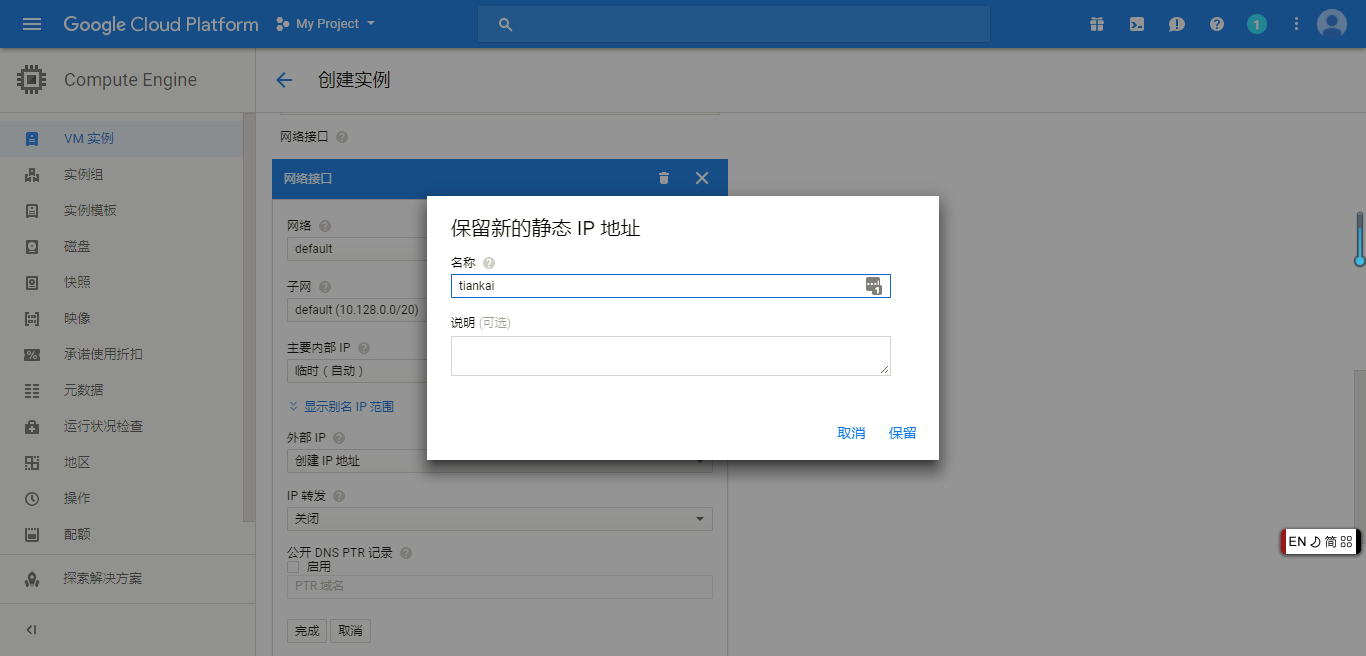 Google Cloud Platform
My Project
1
Compute Engine
创建实例
VM 实例
实例组
实例模板
磁盘
快照
映像
承诺使用折扣
元数据
运行状况检查
地区
操作
配额
探索解决方案
网络接口
网络接口
网络
default
子网
default (10.128.0.0/20)
主要内部 IP
临时 ( 自动 )
显示别名 IP 范围
外部 IP
创建 IP 地址
IP 转发
关闭
公开 DNS PTR 记录
启用
PTR 域名
完成
取消
保留新的静态 IP 地址
名称
tiankai
1
说明 (可选)
取消
保留
EN 简